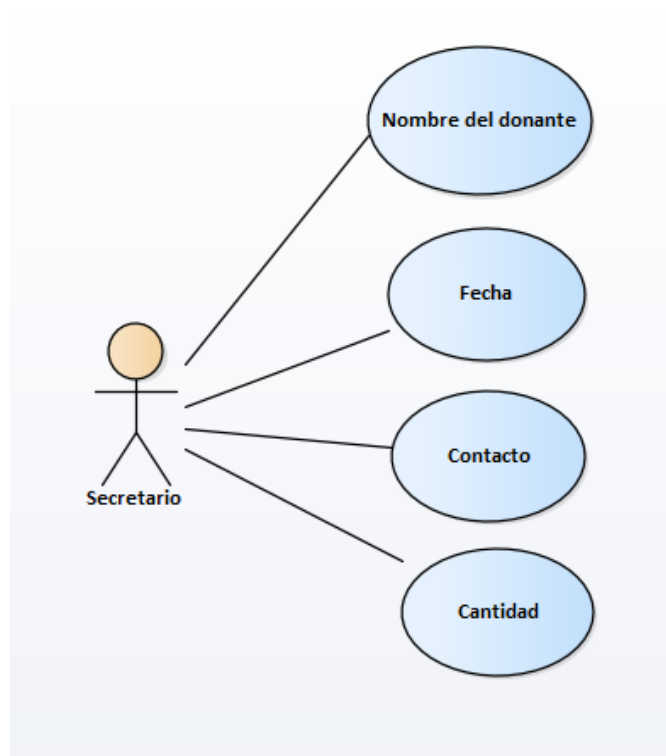 Nombre del donante
Fecha
Contacto
Secretario
Cantidad